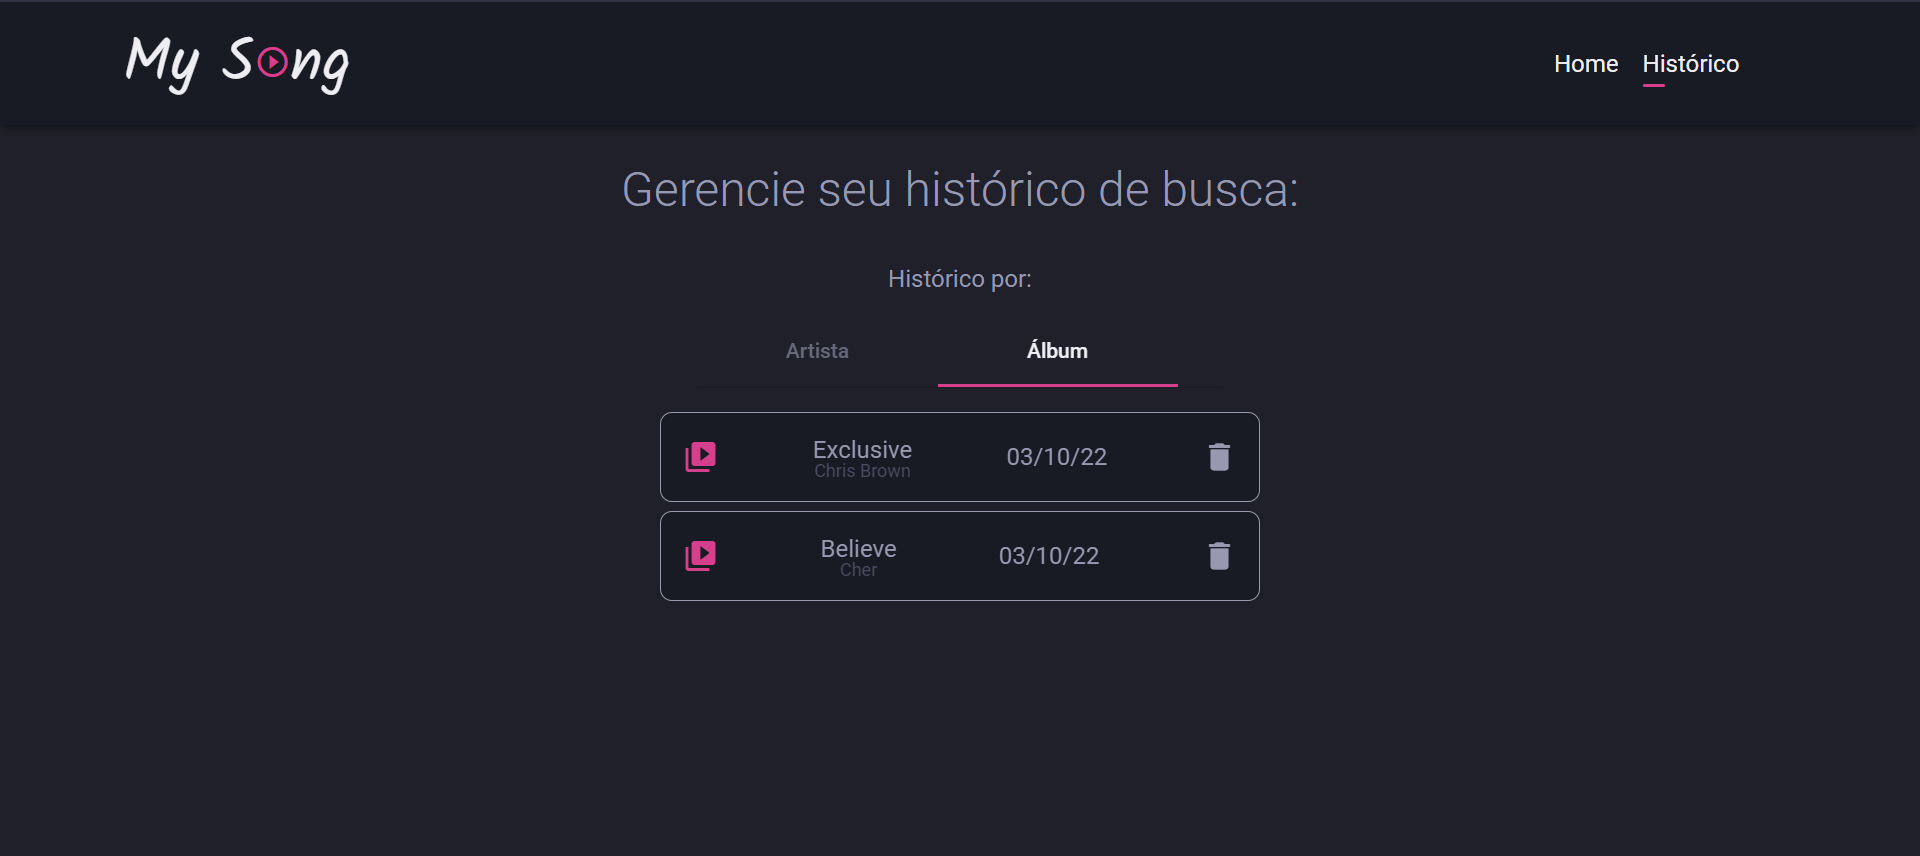 My Song
Home Histórico
Gerencie seu histórico de busca:
Histórico por:
Artista Álbum
Exclusive
Chris Brown
03/10/22
Believe
Cher
03/10/22